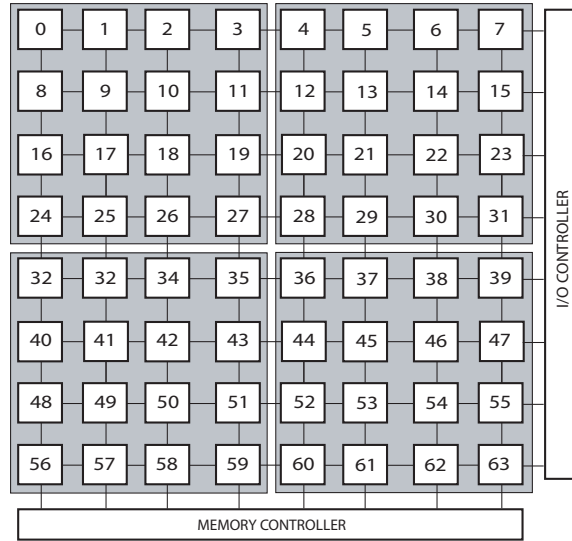 0 1 2 3 4 5 6 7
8 9 10 11 12 13 14 15
16 17 18 19 20 21 22 23
24 25 26 27 28 29 30 31
32 32 34 35 36 37 38 39
40 41 42 43 44 45 46 47
48 49 50 51 52 53 54 55
56 57 58 59 60 61 62 63
I/O CONTROLLER
MEMORY CONTROLLER